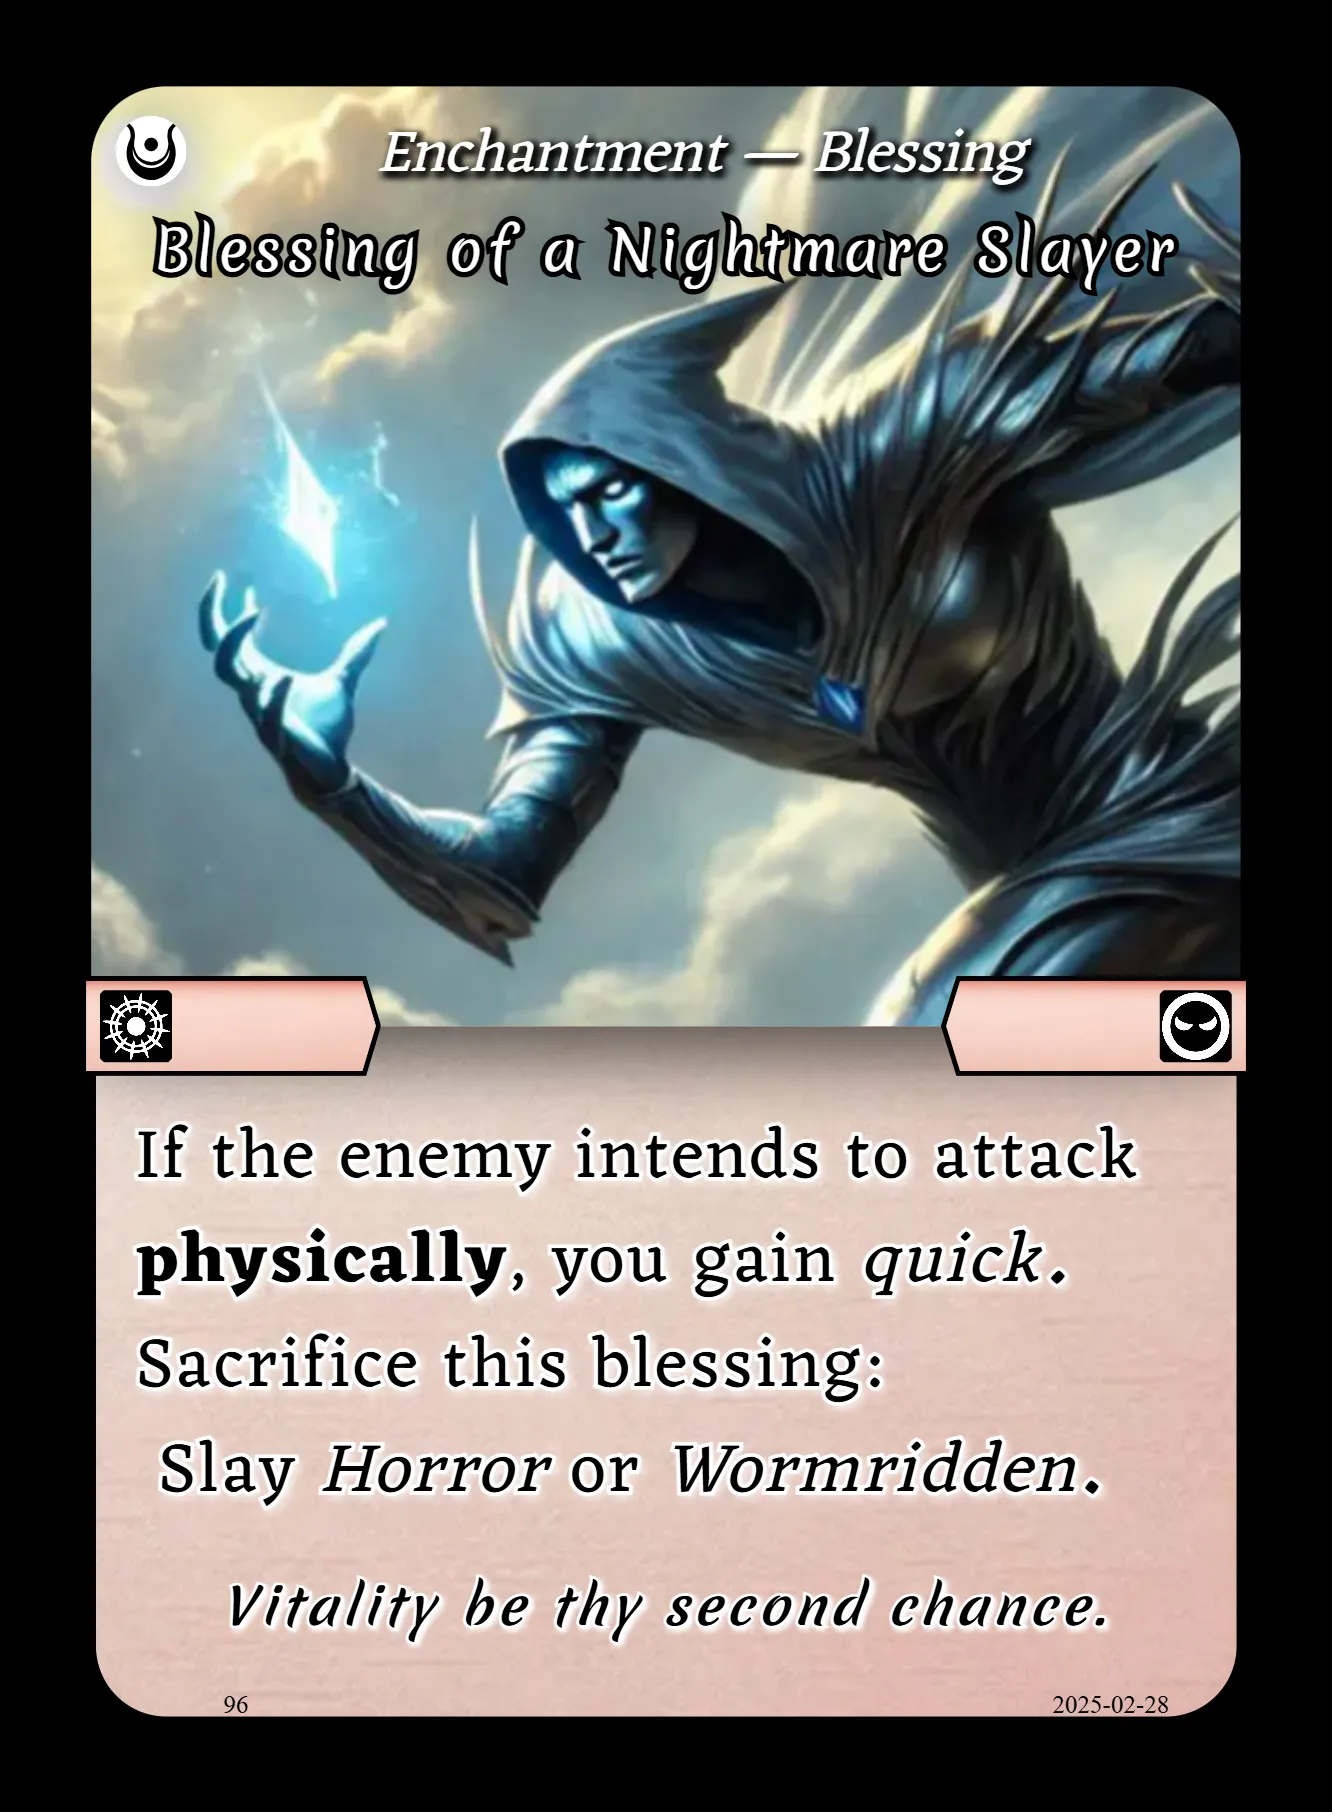 Enchantment — Blessing
Blessing of a Nightmare Slayer
If the enemy intends to attack
physically, you gain quick.
Sacrifice this blessing:
Slay Horror or Wormridden.
Vitality be thy second chance.
96
2025-02-28